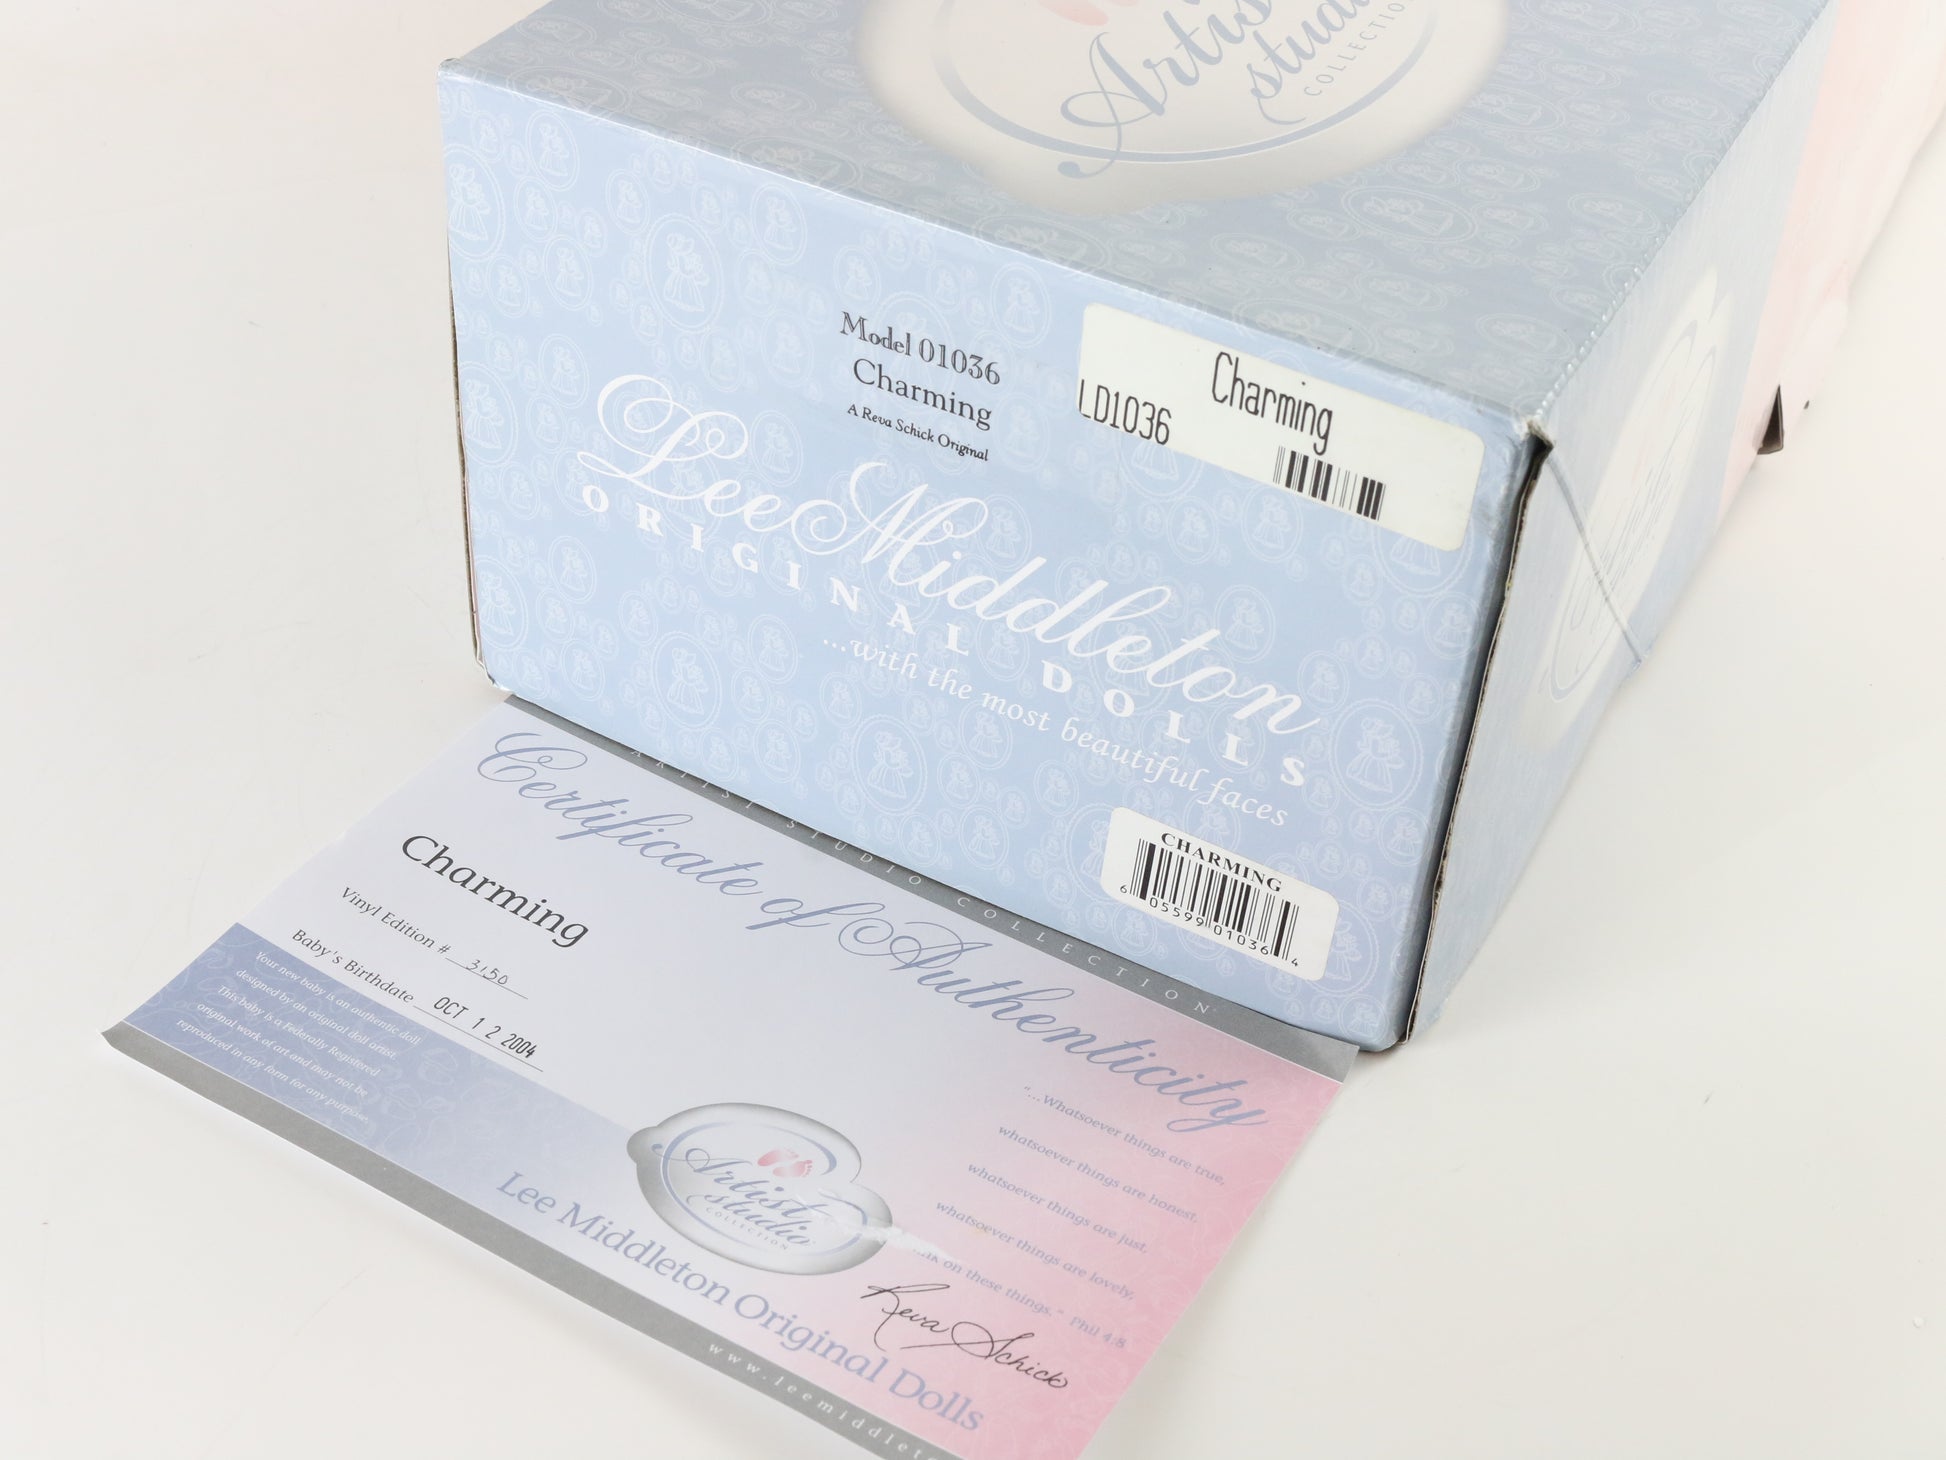 Artist
studio
COLLECTION
Model 01036
Charming
A Reva Schick Original
Charming
LD1036
Lee Middleton
ORIGINAL DOLLS
...with the most beautiful faces
CHARMING
6 05599 01036 4
ARTIST STUDIO COLLECTION
Certificate of Authenticity
Charming
Vinyl Edition # 3150
Baby's Birthdate OCT 12 2004
Your new baby is an authentic doll
designed by an original doll artist.
This baby is a Federally Registered
original work of art and may not be
reproduced in any form for any purpose.
"...Whatsoever things are true,
whatsoever things are honest,
whatsoever things are just,
whatsoever things are lovely,
on these things." Phil 4:8
Artist
studio
COLLECTION
Reva Schick
Lee Middleton Original Dolls
www.leemiddleto